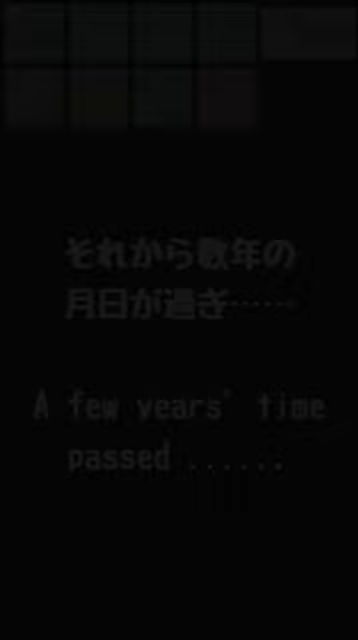 それから数年の
月日が過ぎ……
A few years' time
passed ......